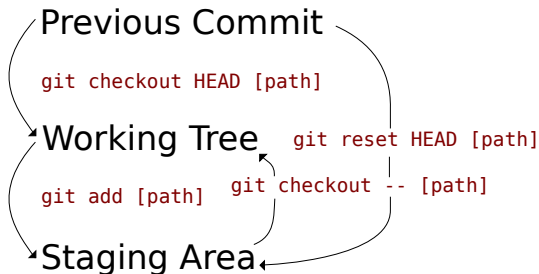 Previous Commit
git checkout HEAD [path]
Working Tree
git reset HEAD [path]
git checkout -- [path]
git add [path]
Staging Area